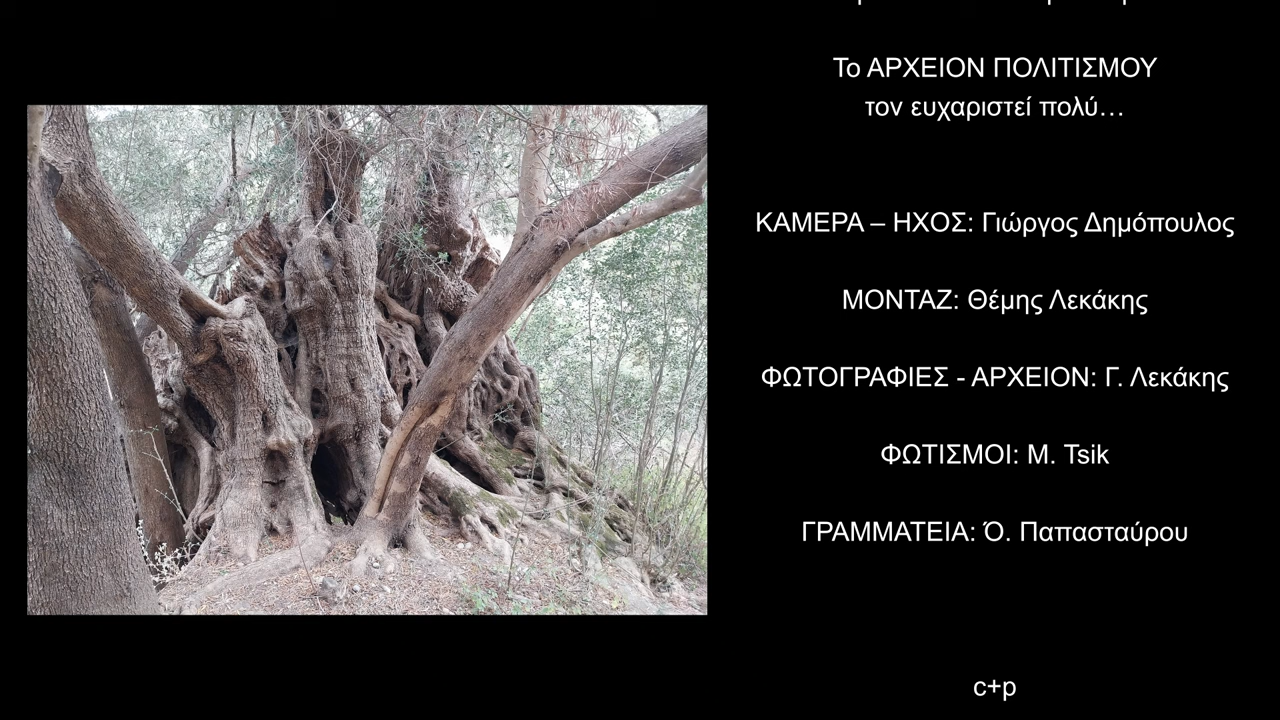 Το ΑΡΧΕΙΟΝ ΠΟΛΙΤΙΣΜΟΥ
τον ευχαριστεί πολύ…
ΚΑΜΕΡΑ – ΗΧΟΣ: Γιώργος Δημόπουλος
ΜΟΝΤΑΖ: Θέμης Λεκάκης
ΦΩΤΟΓΡΑΦΙΕΣ - ΑΡΧΕΙΟΝ: Γ. Λεκάκης
ΦΩΤΙΣΜΟΙ: Μ. Tsik
ΓΡΑΜΜΑΤΕΙΑ: Ό. Παπασταύρου
c+p